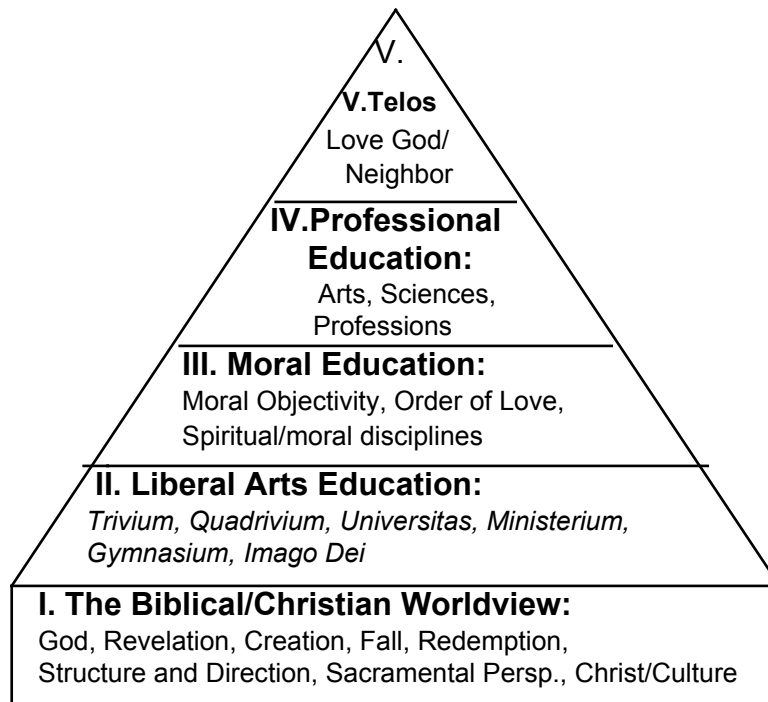 V.
V.Telos
Love God/
Neighbor
IV.Professional
Education:
Arts, Sciences,
Professions
III. Moral Education:
Moral Objectivity, Order of Love,
Spiritual/moral disciplines
II. Liberal Arts Education:
Trivium, Quadrivium, Universitas, Ministerium,
Gymnasium, Imago Dei
I. The Biblical/Christian Worldview:
God, Revelation, Creation, Fall, Redemption,
Structure and Direction, Sacramental Persp., Christ/Culture